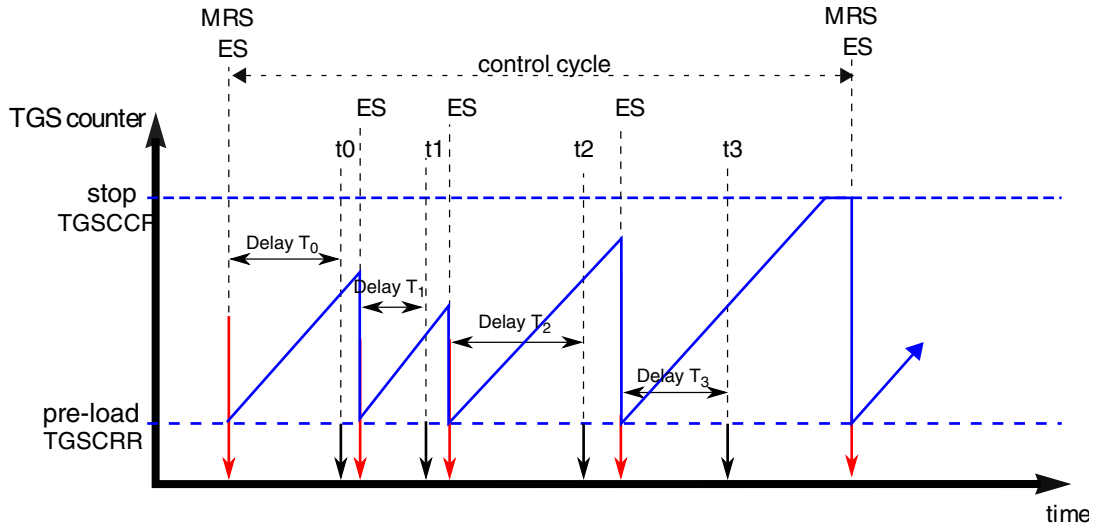 MRS
ES
MRS
ES
control cycle
ES
ES
ES
TGS counter
t0
t1
t2
t3
stop
TGSCCR
Delay T0
Delay T1
Delay T2
Delay T3
pre-load
TGSCRR
time